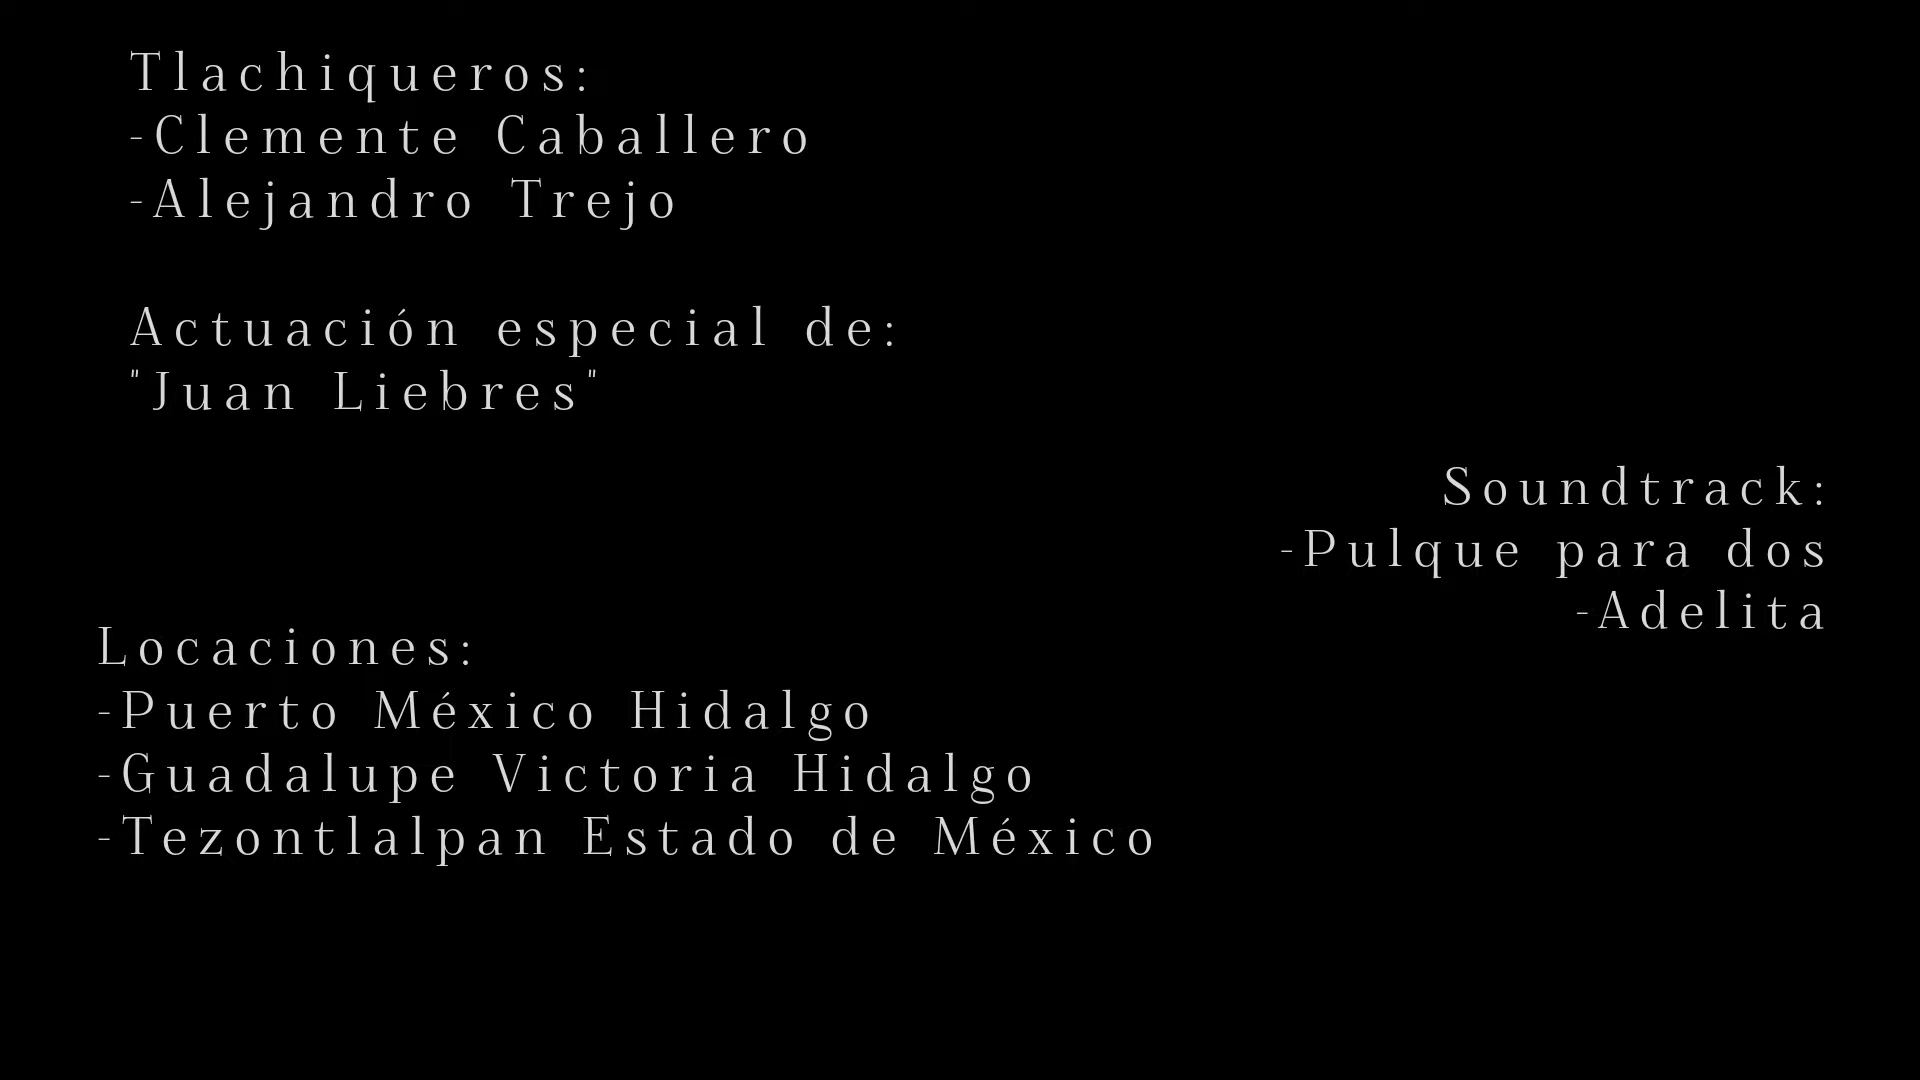 Tlachiqueros:
-Clemente Caballero
-Alejandro Trejo
Actuación especial de:
"Juan Liebres"
Soundtrack:
-Pulque para dos
-Adelita
Locaciones:
-Puerto México Hidalgo
-Guadalupe Victoria Hidalgo
-Tezontlalpan Estado de México